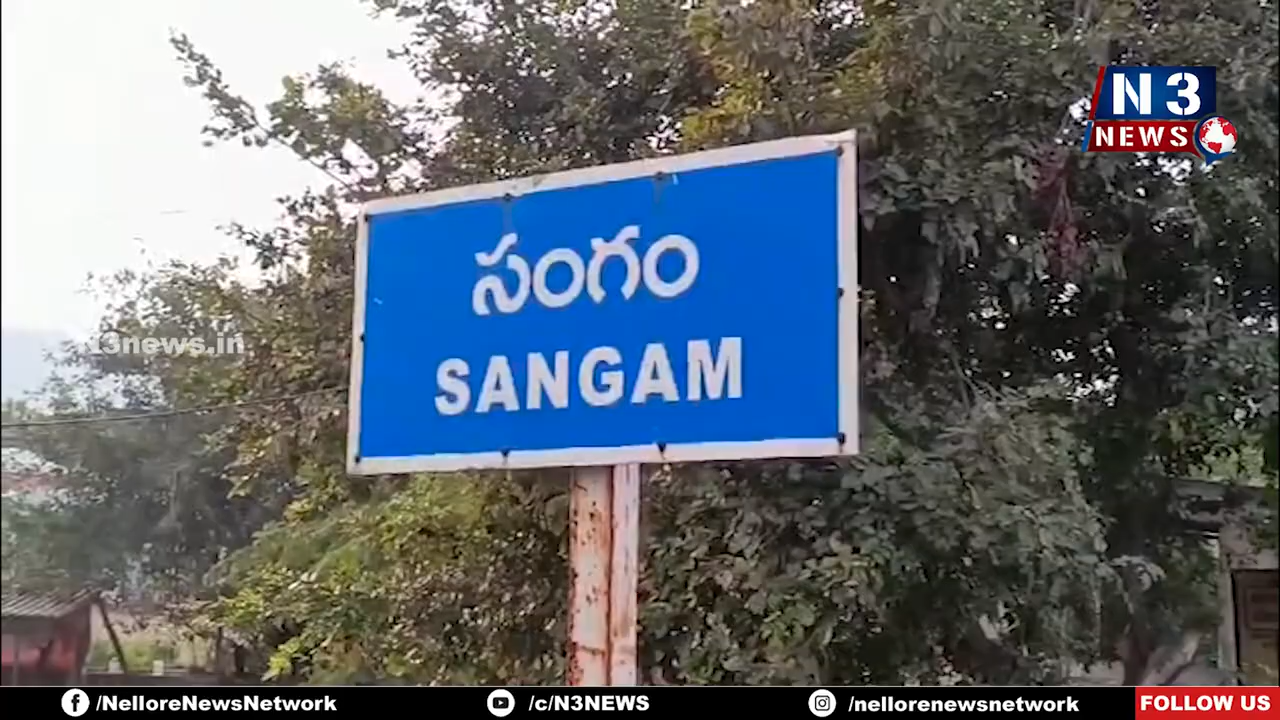 N3
NEWS
సంగం
SANGAM
N3news.in
/NelloreNewsNetwork
/c/N3NEWS
/nellorenewsnetwork
FOLLOW US